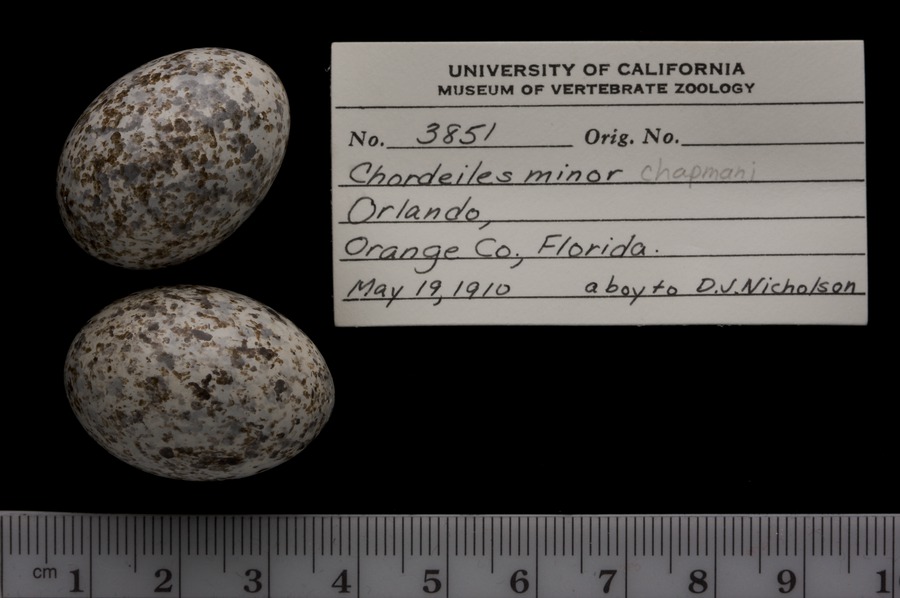 UNIVERSITY OF CALIFORNIA
MUSEUM OF VERTEBRATE ZOOLOGY
No. 3851 Orig. No.
Chordeiles minor chapmani
Orlando,
Orange Co., Florida.
May 19, 1910 a boy to D.J. Nicholson
cm 1 2 3 4 5 6 7 8 9 1